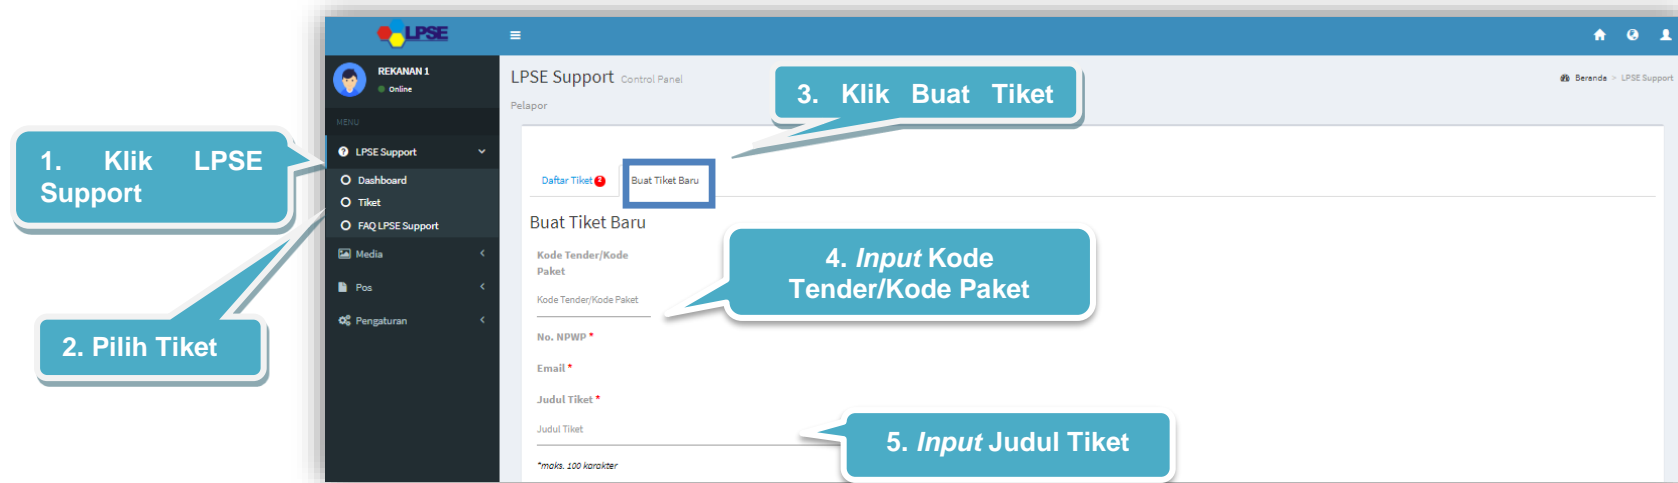 LPSE
REKANAN 1
Online
MENU
LPSE Support
Dashboard
Tiket
FAQ LPSE Support
Media
Pos
Pengaturan
LPSE Support Control Panel
Beranda > LPSE Support
Pelapor
Daftar Tiket 2
Buat Tiket Baru
Buat Tiket Baru
Kode Tender/Kode
Paket
Kode Tender/Kode Paket
No. NPWP *
Email *
Judul Tiket *
Judul Tiket
*maks. 100 karakter
1. Klik LPSE
Support
2. Pilih Tiket
3. Klik Buat Tiket
4. Input Kode
Tender/Kode Paket
5. Input Judul Tiket